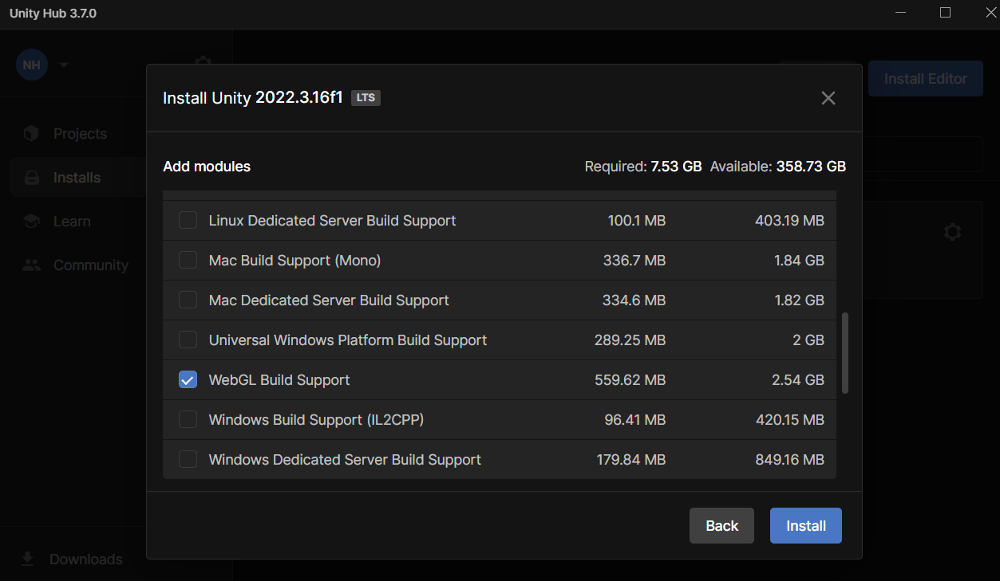 Unity Hub 3.7.0
NH
Install Editor
Install Unity 2022.3.16f1 LTS
Projects
Installs
Learn
Community
Downloads
Add modules Required: 7.53 GB Available: 358.73 GB
Linux Dedicated Server Build Support 100.1 MB 403.19 MB
Mac Build Support (Mono) 336.7 MB 1.84 GB
Mac Dedicated Server Build Support 334.6 MB 1.82 GB
Universal Windows Platform Build Support 289.25 MB 2 GB
WebGL Build Support 559.62 MB 2.54 GB
Windows Build Support (IL2CPP) 96.41 MB 420.15 MB
Windows Dedicated Server Build Support 179.84 MB 849.16 MB
Back Install